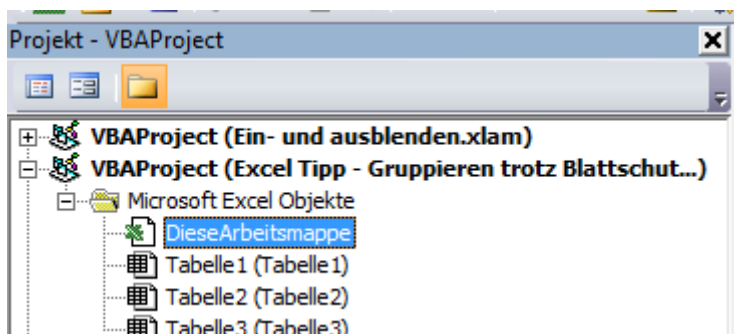 Projekt - VBAProject
VBAProject (Ein- und ausblenden.xlam)
VBAProject (Excel Tipp - Gruppieren trotz Blattschut...)
Microsoft Excel Objekte
DieseArbeitsmappe
Tabelle1 (Tabelle1)
Tabelle2 (Tabelle2)
Tabelle3 (Tabelle3)